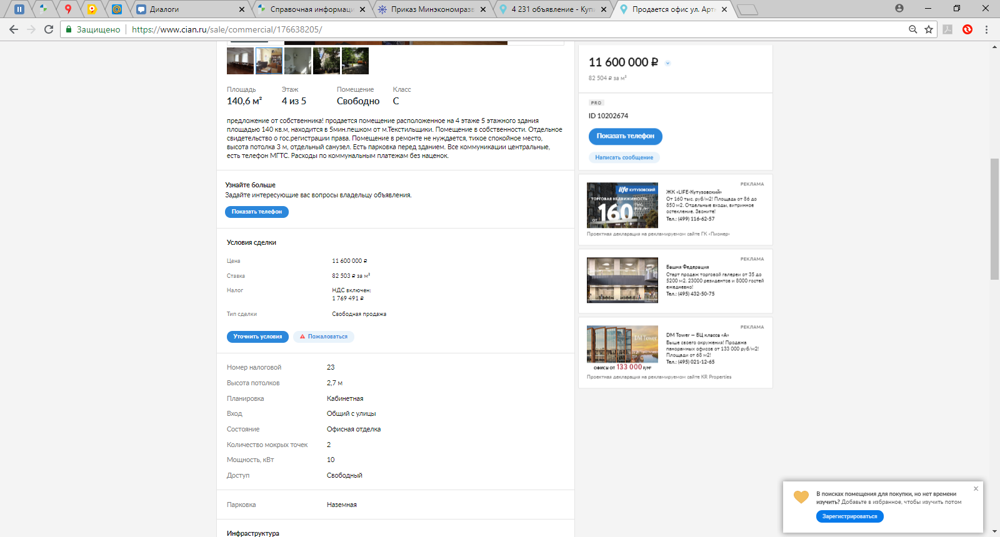 Диалоги
Справочная информаци
Приказ Минэкономразв
4 231 объявление - Купи
Продается офис ул. Артю
Защищено
https://www.cian.ru/sale/commercial/176638205/
Площадь
Этаж
Помещение
Класс
140,6 м²
4 из 5
Свободно
C
предложение от собственника! продается помещение расположенное на 4 этаже 5 этажного здания
площадью 140 кв.м, находится в 5мин.пешком от м.Текстильщики. Помещение в собственности. Отдельное
свидетельство о гос.регистрации права. Помещение в ремонте не нуждается, тихое спокойное место,
высота потолка 3 м, отдельный санузел. Есть парковка перед зданием. Все коммуникации центральные,
есть телефон МГТС. Расходы по коммунальным платежам без наценок.
Узнайте больше
Задайте интересующие вас вопросы владельцу объявления.
Показать телефон
Условия сделки
Цена
11 600 000 ₽
Ставка
82 503 ₽ за м²
Налог
НДС включен:
1 769 491 ₽
Тип сделки
Свободная продажа
Уточнить условия
Пожаловаться
Номер налоговой
23
Высота потолков
2,7 м
Планировка
Кабинетная
Вход
Общий с улицы
Состояние
Офисная отделка
Количество мокрых точек
2
Мощность, кВт
10
Доступ
Свободный
Парковка
Наземная
Инфраструктура
11 600 000 ₽
82 504 ₽ за м²
PRO
ID 10202674
Показать телефон
Написать сообщение
РЕКЛАМА
life КУТУЗОВСКИЙ
ТОРГОВАЯ НЕДВИЖИМОСТЬ
ОТ 160 ТЫС. РУБ/М²
ЖК «LIFE-Кутузовский»
От 160 тыс. руб/м2! Площадь от 86 до
850 м2. Отдельные входы, витринное
остекление. Звоните!
Тел.: (499) 116-62-57
Проектная декларация на рекламируемом сайте ГК «Пионер»
РЕКЛАМА
Башня Федерация
Старт продаж торговой галереи от 35 до
5200 м2. 23000 резидентов и 8000 гостей
ежедневно!
Тел.: (495) 432-50-75
РЕКЛАМА
DM Tower
ОФИСЫ ОТ 133 000 Р/М²
DM Tower — БЦ класса «А»
Выше своего окружения! Продажа
панорамных офисов от 133 000 руб/м2!
Площади от 68 м2!
Тел.: (495) 021-12-65
Проектная декларация на рекламируемом сайте KR Properties
В поисках помещения для покупки, но нет времени
изучить? Добавьте в избранное, чтобы изучить потом
Зарегистрироваться